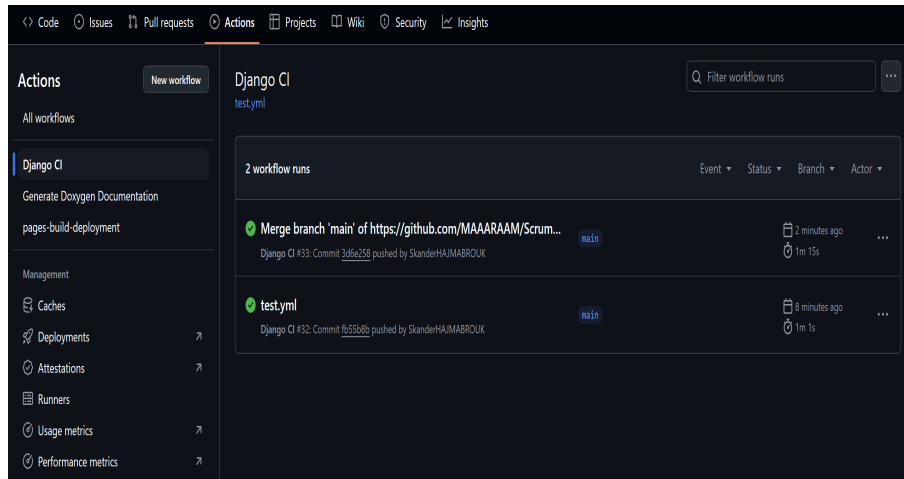 Code Issues Pull requests Actions Projects Wiki Security Insights
Actions
New workflow
All workflows
Django CI
Generate Doxygen Documentation
pages-build-deployment
Management
Caches
Deployments
Attestations
Runners
Usage metrics
Performance metrics
Django CI
test.yml
Filter workflow runs
2 workflow runs
Event Status Branch Actor
Merge branch 'main' of https://github.com/MAAARAAM/Scrum...
Django CI #33: Commit 3d6e258 pushed by SkanderHAJMABROUK
main
2 minutes ago
1m 15s
test.yml
Django CI #32: Commit fb55b8b pushed by SkanderHAJMABROUK
main
8 minutes ago
1m 1s